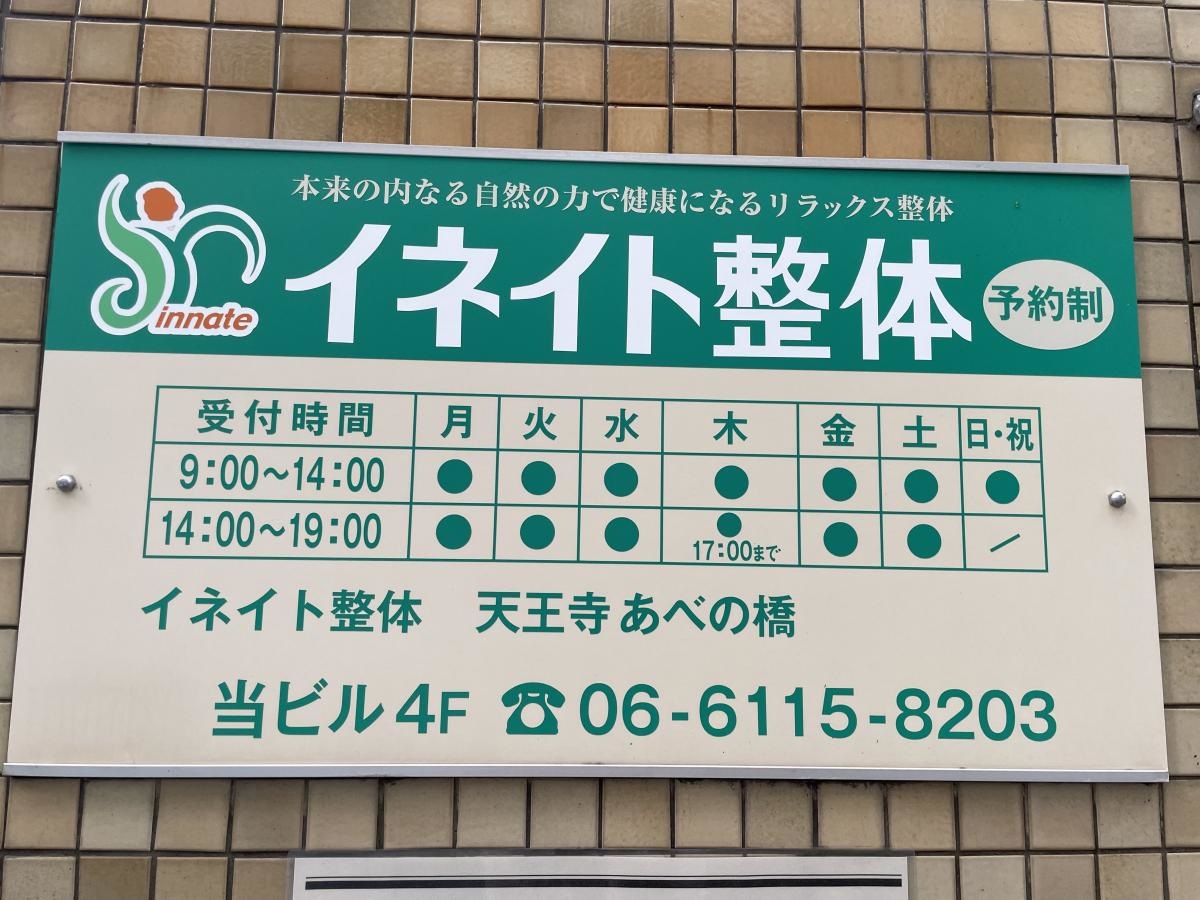 本来の内なる自然の力で健康になるリラックス整体
innate
イネイト整体 予約制
受付時間 月 火 水 木 金 土 日・祝
9:00～14:00 ● ● ● ● ● ● ●
14:00～19:00 ● ● ● ● 17:00まで ● ● ／
イネイト整体 天王寺あべの橋
当ビル4F ☎06-6115-8203